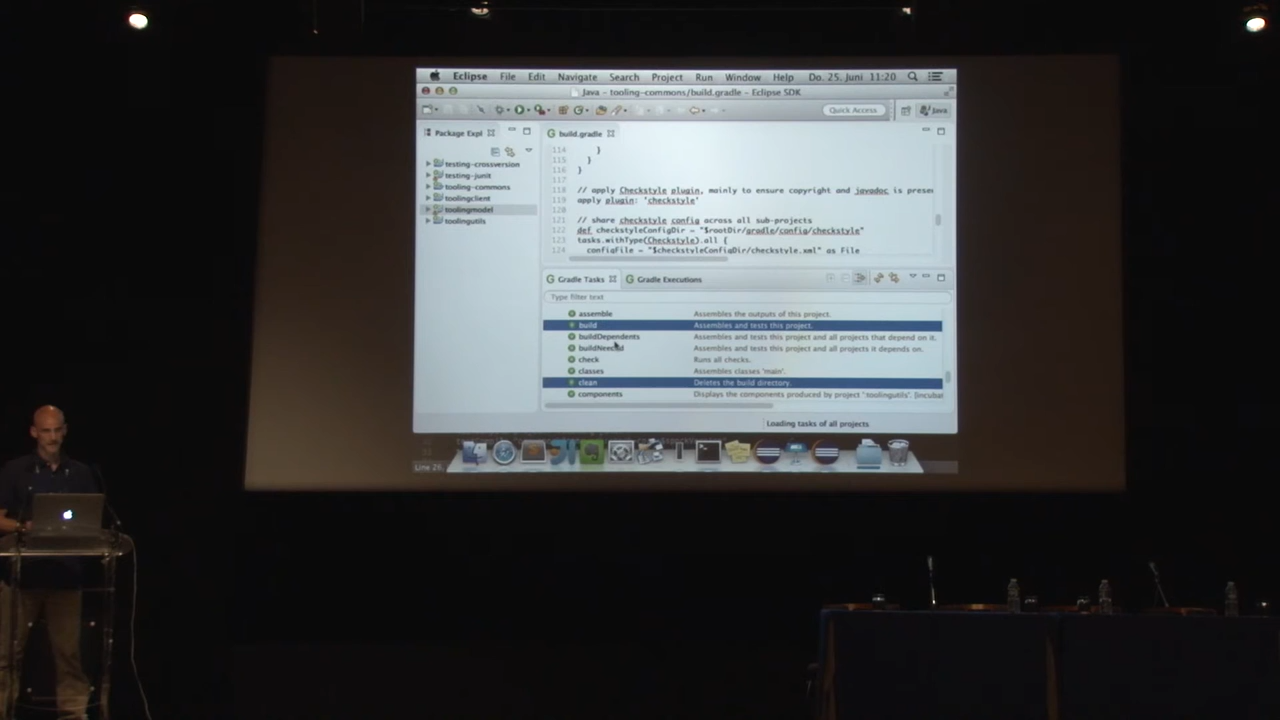 Eclipse File Edit Navigate Search Project Run Window Help Do. 25. Juni 11:20
Java - tooling-commons/build.gradle - Eclipse SDK
Quick Access
Java
Package Expl
build.gradle
testing-crossversion
testing-junit
tooling-commons
toolingclient
toolingmodel
toolingutils
114 }
115 }
116 }
117
118 // apply Checkstyle plugin, mainly to ensure copyright and javadoc is presen
119 apply plugin: 'checkstyle'
120
121 // share checkstyle config across all sub-projects
122 def checkstyleConfigDir = "$rootDir/gradle/config/checkstyle"
123 tasks.withType(Checkstyle).all {
124 configFile = "$checkstyleConfigDir/checkstyle.xml" as File
Gradle Tasks Gradle Executions
Type filter text
assemble Assembles the outputs of this project.
build Assembles and tests this project.
buildDependents Assembles and tests this project and all projects that depend on it.
buildNeeded Assembles and tests this project and all projects it depends on.
check Runs all checks.
classes Assembles classes 'main'.
clean Deletes the build directory.
components Displays the components produced by project ':toolingutils'. [incubat
Loading tasks of all projects
Line 26,